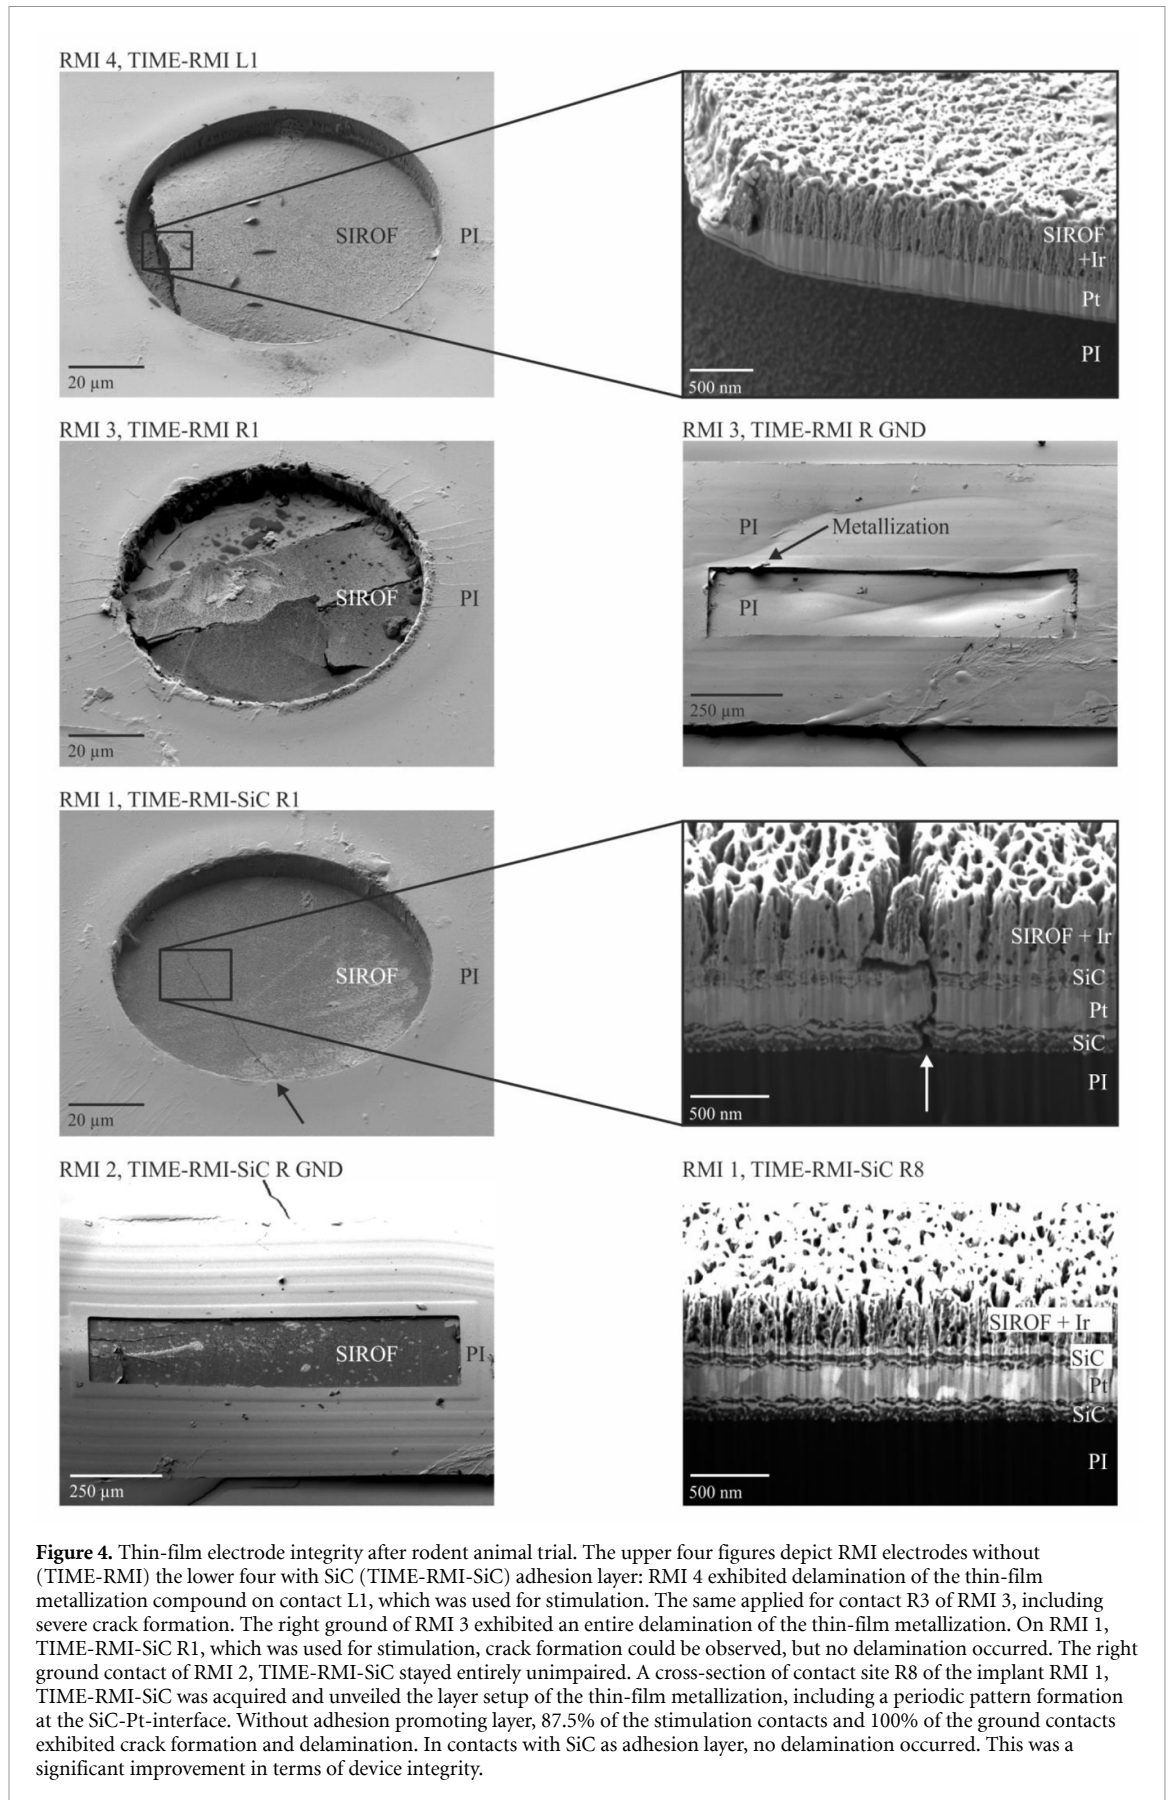 RMI 4, TIME-RMI L1
SIROF
PI
20 µm
SIROF
+Ir
Pt
PI
500 nm
RMI 3, TIME-RMI R1
SIROF
PI
20 µm
RMI 3, TIME-RMI R GND
PI
Metallization
PI
250 µm
RMI 1, TIME-RMI-SiC R1
SIROF
PI
20 µm
SIROF + Ir
SiC
Pt
SiC
PI
500 nm
RMI 2, TIME-RMI-SiC R GND
SIROF
PI
250 µm
RMI 1, TIME-RMI-SiC R8
SIROF + Ir
SiC
Pt
SiC
PI
500 nm
Figure 4. Thin-film electrode integrity after rodent animal trial. The upper four figures depict RMI electrodes without
(TIME-RMI) the lower four with SiC (TIME-RMI-SiC) adhesion layer: RMI 4 exhibited delamination of the thin-film
metallization compound on contact L1, which was used for stimulation. The same applied for contact R3 of RMI 3, including
severe crack formation. The right ground of RMI 3 exhibited an entire delamination of the thin-film metallization. On RMI 1,
TIME-RMI-SiC R1, which was used for stimulation, crack formation could be observed, but no delamination occurred. The right
ground contact of RMI 2, TIME-RMI-SiC stayed entirely unimpaired. A cross-section of contact site R8 of the implant RMI 1,
TIME-RMI-SiC was acquired and unveiled the layer setup of the thin-film metallization, including a periodic pattern formation
at the SiC-Pt-interface. Without adhesion promoting layer, 87.5% of the stimulation contacts and 100% of the ground contacts
exhibited crack formation and delamination. In contacts with SiC as adhesion layer, no delamination occurred. This was a
significant improvement in terms of device integrity.